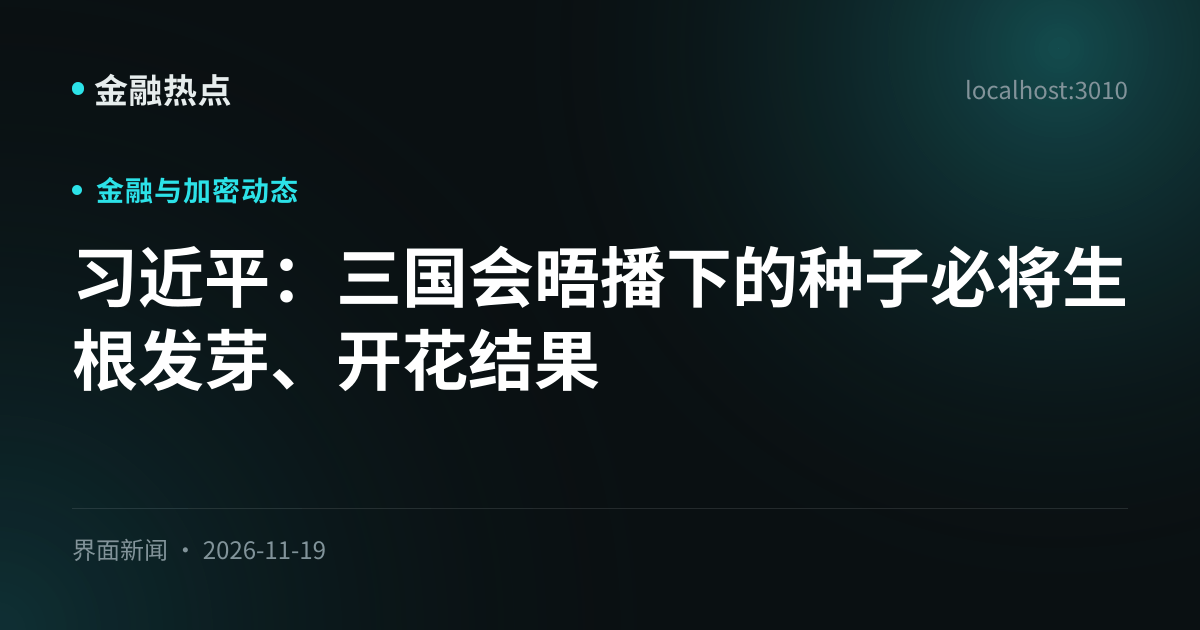 金融热点
localhost:3010
金融与加密动态
习近平：三国会晤播下的种子必将生
根发芽、开花结果
界面新闻 · 2026-11-19